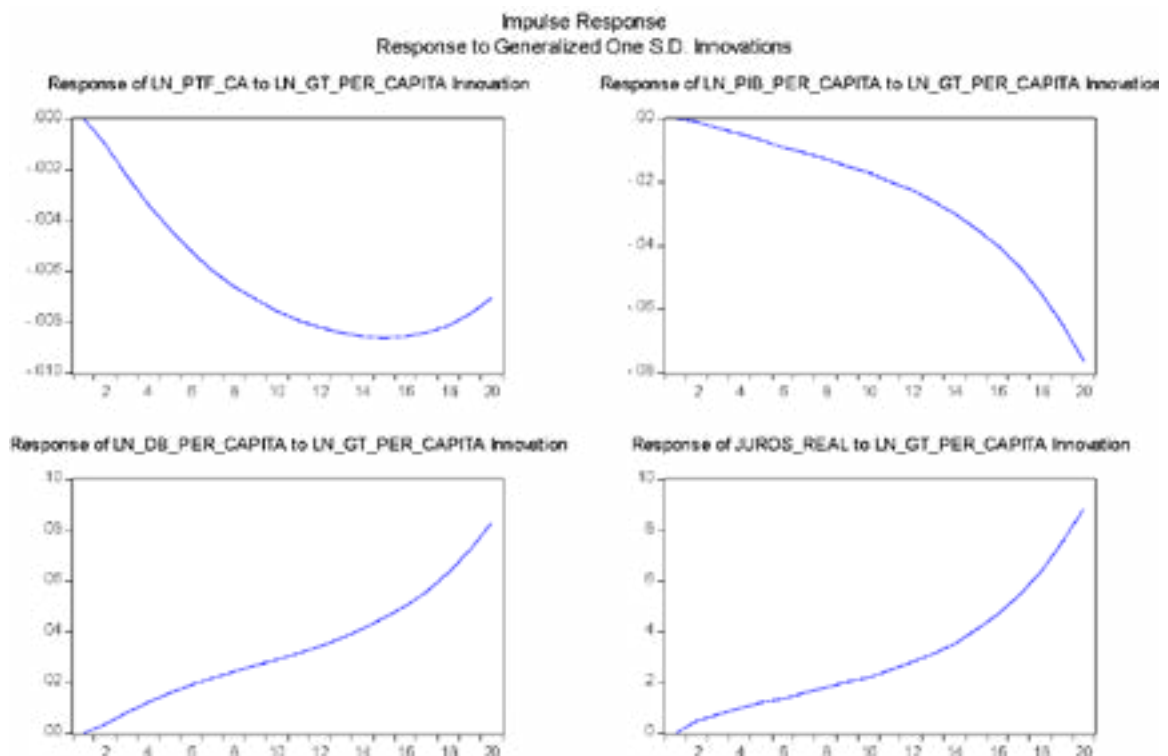 Impulse Response
Response to Generalized One S.D. Innovations
Response of LN_PTF_CA to LN_GT_PER_CAPITA Innovation
.000
-.002
-.004
-.006
-.008
-.010
2 4 6 8 10 12 14 16 18 20
Response of LN_PIB_PER_CAPITA to LN_GT_PER_CAPITA Innovation
.00
-.02
-.04
-.06
-.08
2 4 6 8 10 12 14 16 18 20
Response of LN_DB_PER_CAPITA to LN_GT_PER_CAPITA Innovation
.10
.08
.06
.04
.02
.00
2 4 6 8 10 12 14 16 18 20
Response of JUROS_REAL to LN_GT_PER_CAPITA Innovation
10
8
6
4
2
0
2 4 6 8 10 12 14 16 18 20